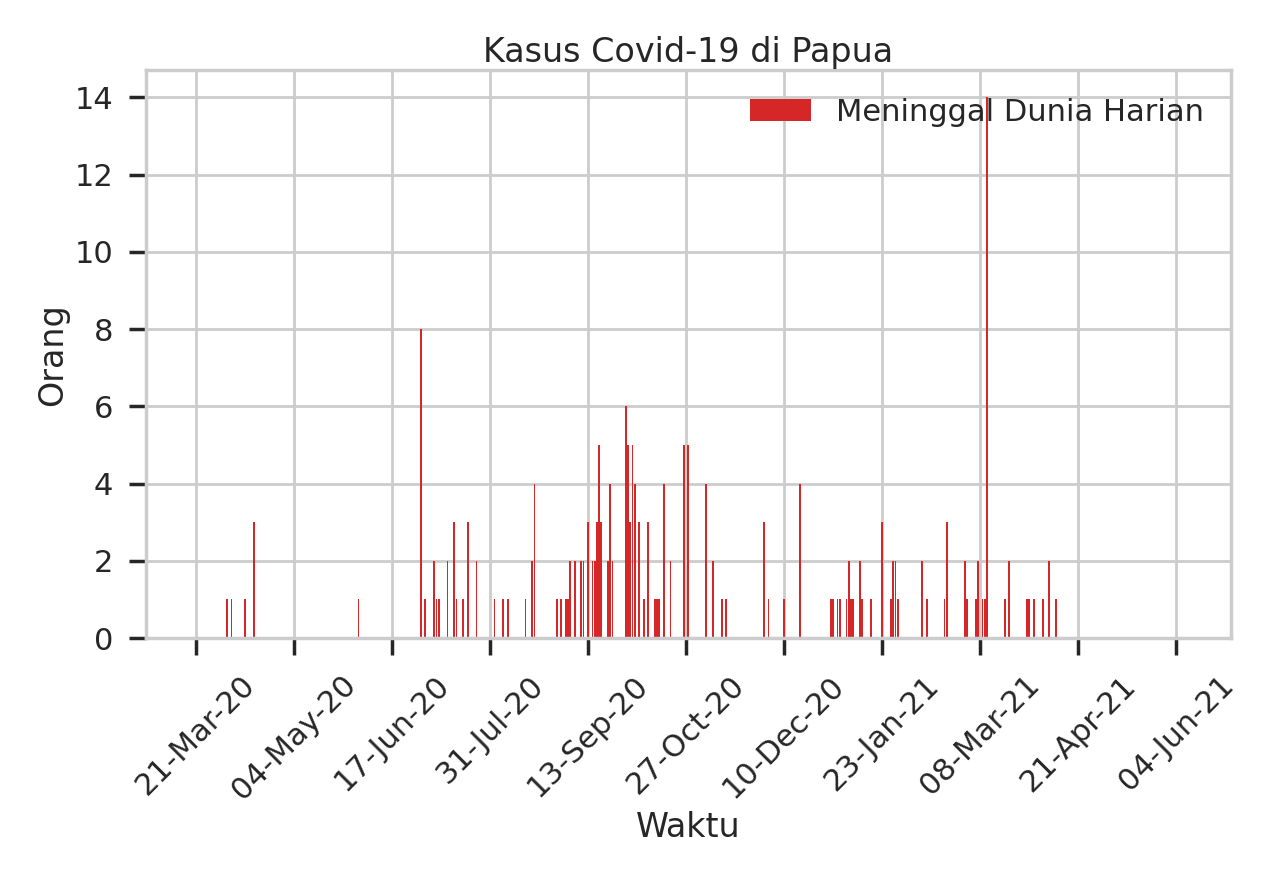 Kasus Covid-19 di Papua
Meninggal Dunia Harian
Orang
14
12
10
8
6
4
2
0
21-Mar-20
04-May-20
17-Jun-20
31-Jul-20
13-Sep-20
27-Oct-20
10-Dec-20
23-Jan-21
08-Mar-21
21-Apr-21
04-Jun-21
Waktu